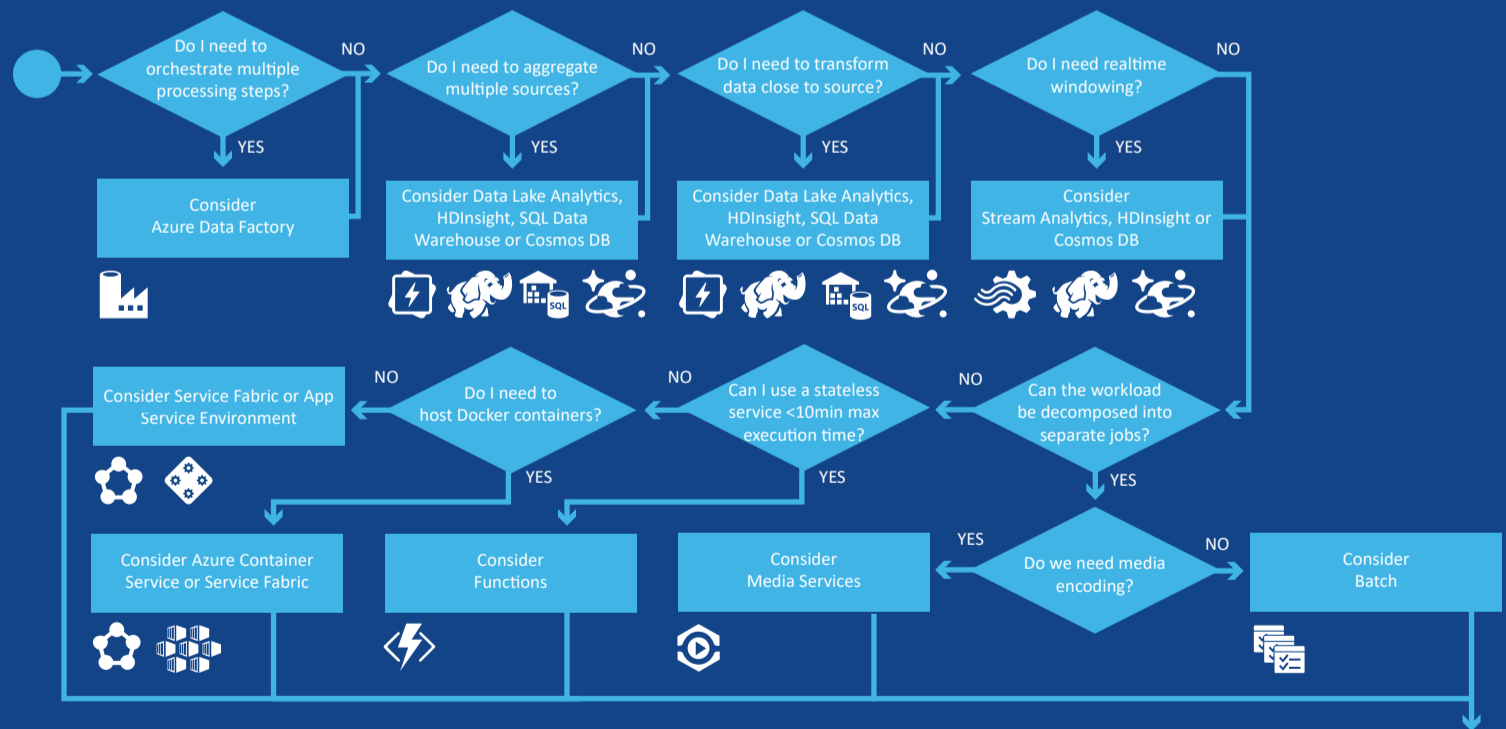 Do I need to
orchestrate multiple
processing steps?
NO
YES
Consider
Azure Data Factory
Do I need to aggregate
multiple sources?
NO
YES
Consider Data Lake Analytics,
HDInsight, SQL Data
Warehouse or Cosmos DB
SQL
Do I need to transform
data close to source?
NO
YES
Consider Data Lake Analytics,
HDInsight, SQL Data
Warehouse or Cosmos DB
SQL
Do I need realtime
windowing?
NO
YES
Consider
Stream Analytics, HDInsight or
Cosmos DB
Can the workload
be decomposed into
separate jobs?
NO
YES
Can I use a stateless
service <10min max
execution time?
NO
YES
Do I need to
host Docker containers?
NO
YES
Consider Service Fabric or App
Service Environment
Consider Azure Container
Service or Service Fabric
Consider
Functions
Consider
Media Services
YES
Do we need media
encoding?
NO
Consider
Batch